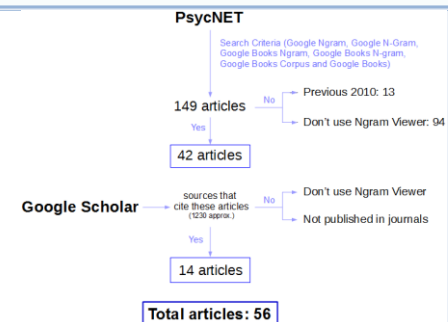 PsycNET
Search Criteria (Google Ngram, Google N-Gram,
Google Books Ngram, Google Books N-gram,
Google Books Corpus and Google Books)
149 articles
No
Previous 2010: 13
Don't use Ngram Viewer: 94
Yes
42 articles
Google Scholar
sources that
cite these articles
(1230 approx.)
No
Don't use Ngram Viewer
Not published in journals
Yes
14 articles
Total articles: 56